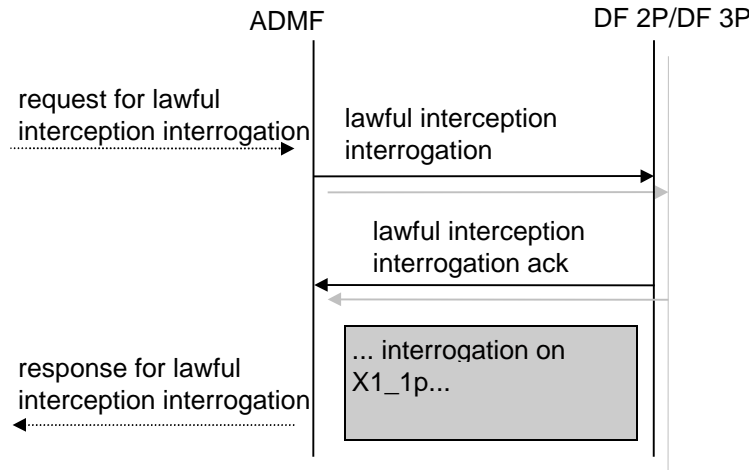 ADMF
DF 2P/DF 3P
request for lawful
interception interrogation
lawful interception
interrogation
lawful interception
interrogation ack
... interrogation on
X1_1p...
response for lawful
interception interrogation